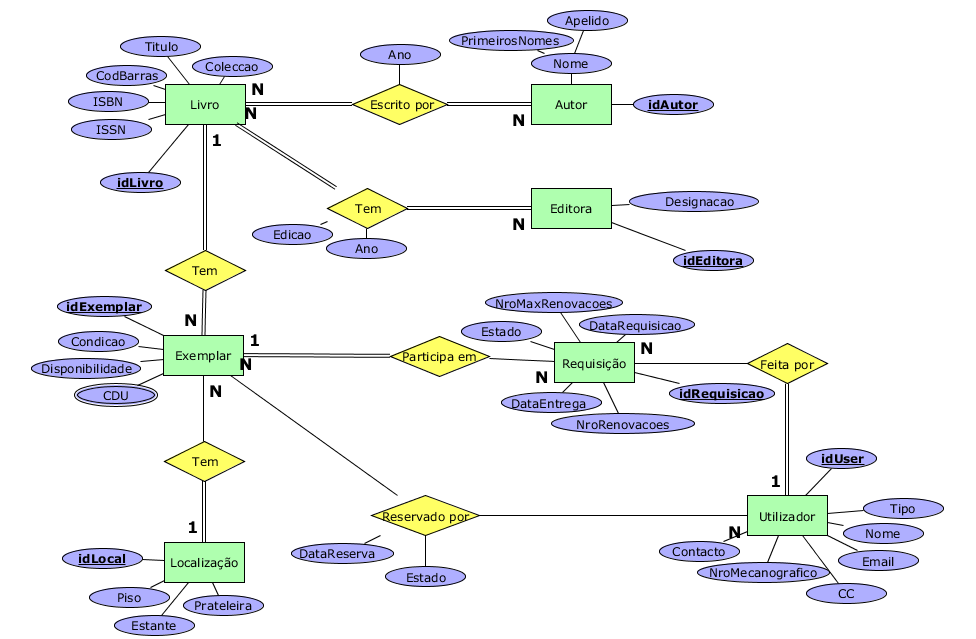 Apelido
Titulo
PrimeirosNomes
Ano
Coleccao
Nome
CodBarras
N
ISBN
Livro
Escrito por
Autor
idAutor
N
N
ISSN
1
idLivro
Tem
Editora
Designacao
N
Edicao
Ano
idEditora
Tem
idExemplar
N
NroMaxRenovacoes
Estado
DataRequisicao
Condicao
1
N
Exemplar
Participa em
Requisição
Feita por
Disponibilidade
N
N
CDU
N
idRequisicao
DataEntrega
NroRenovacoes
Tem
idUser
1
Tipo
1
Reservado por
Utilizador
Nome
N
DataReserva
Contacto
idLocal
Localização
Email
NroMecanografico
Estado
CC
Piso
Prateleira
Estante